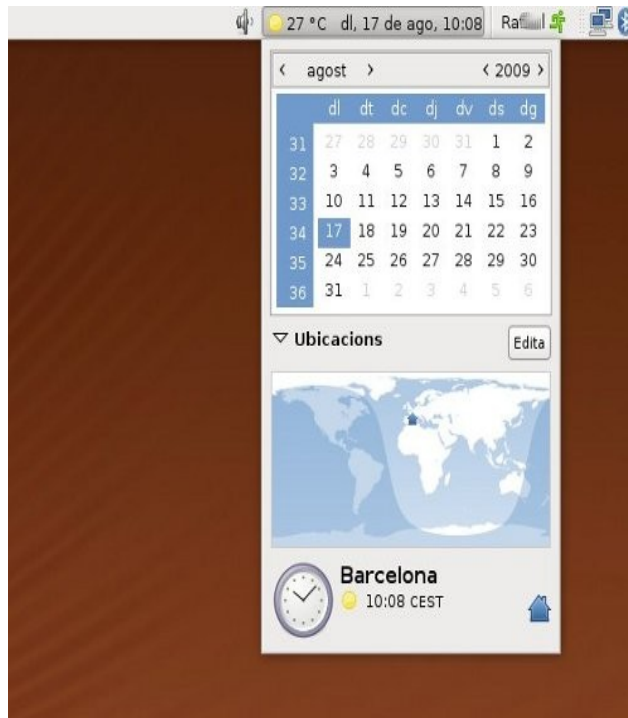 27 °C dl, 17 de ago, 10:08
‹ agost › ‹ 2009 ›
dl dt dc dj dv ds dg
31 27 28 29 30 31 1 2
32 3 4 5 6 7 8 9
33 10 11 12 13 14 15 16
34 17 18 19 20 21 22 23
35 24 25 26 27 28 29 30
36 31 1 2 3 4 5 6
Ubicacions Edita
Barcelona
10:08 CEST